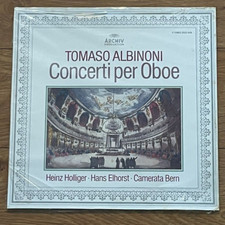 ARCHIV
TOMASO ALBINONI
Concerti per Oboe
Heinz Holliger · Hans Elhorst · Camerata Bern